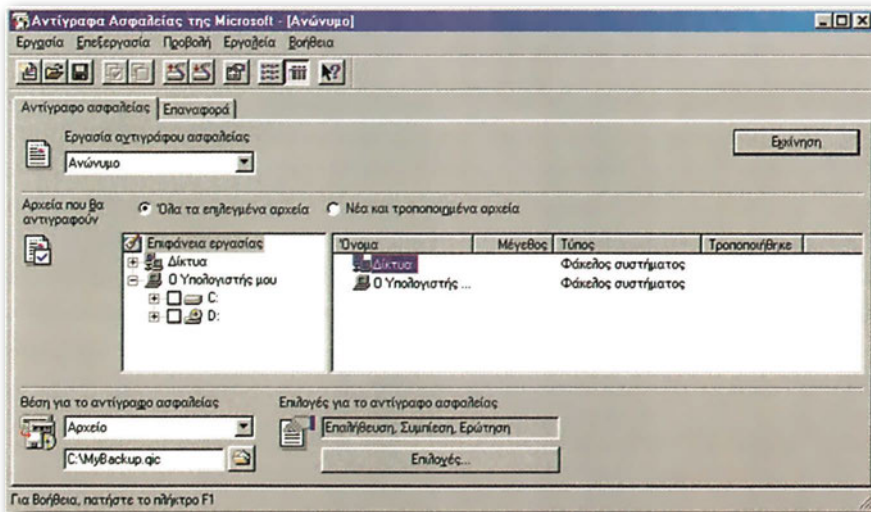 Αντίγραφα Ασφαλείας της Microsoft - [Ανώνυμο]
Εργασία Επεξεργασία Προβολή Εργαλεία Βοήθεια
Αντίγραφο ασφαλείας Επαναφορά
Εργασία αντιγράφου ασφαλείας
Ανώνυμο
Εκκίνηση
Αρχεία που θα αντιγραφούν
Όλα τα επιλεγμένα αρχεία Νέα και τροποποιημένα αρχεία
Επιφάνεια εργασίας
Δίκτυα
Ο Υπολογιστής μου
C:
D:
Όνομα Μέγεθος Τύπος Τροποποιήθηκε
Δίκτυα Φάκελος συστήματος
Ο Υπολογιστής ... Φάκελος συστήματος
Θέση για το αντίγραφο ασφαλείας
Αρχείο
C:\MyBackup.qic
Επιλογές για το αντίγραφο ασφαλείας
Επαλήθευση, Συμπίεση, Ερώτηση
Επιλογές...
Για Βοήθεια, πατήστε το πλήκτρο F1